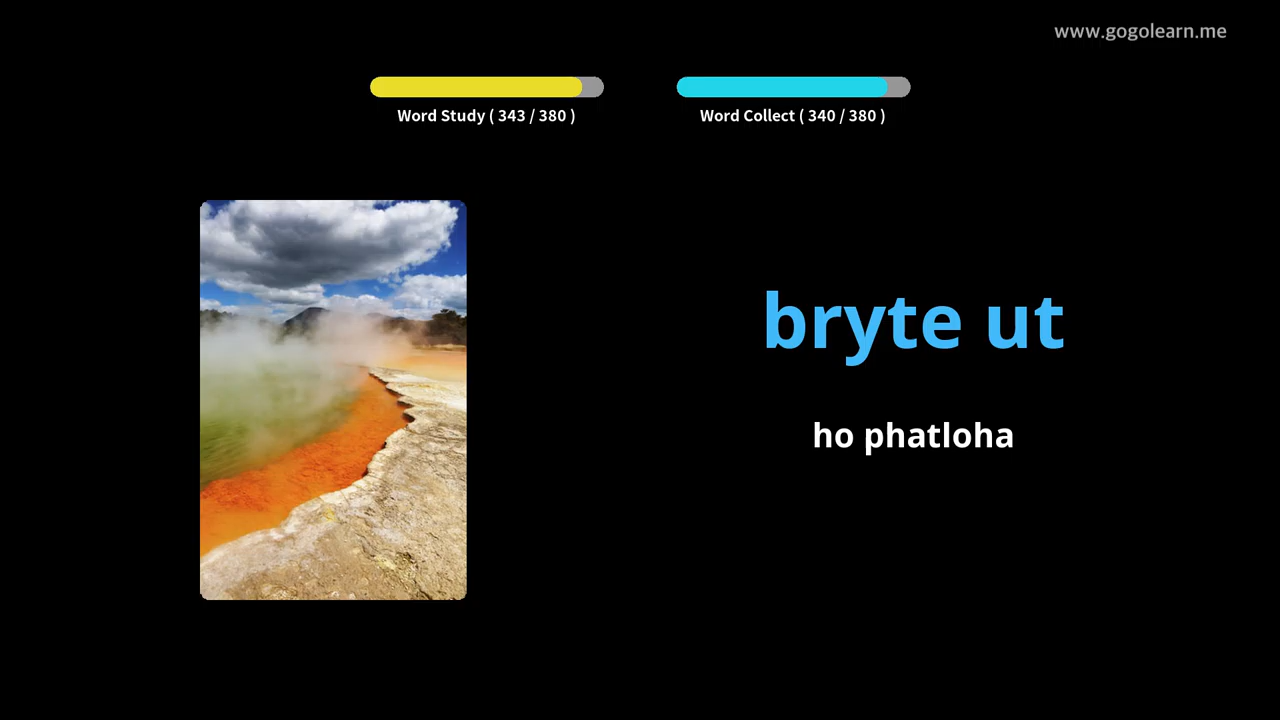 www.gogolearn.me
Word Study ( 343 / 380 )
Word Collect ( 340 / 380 )
bryte ut
ho phatloha